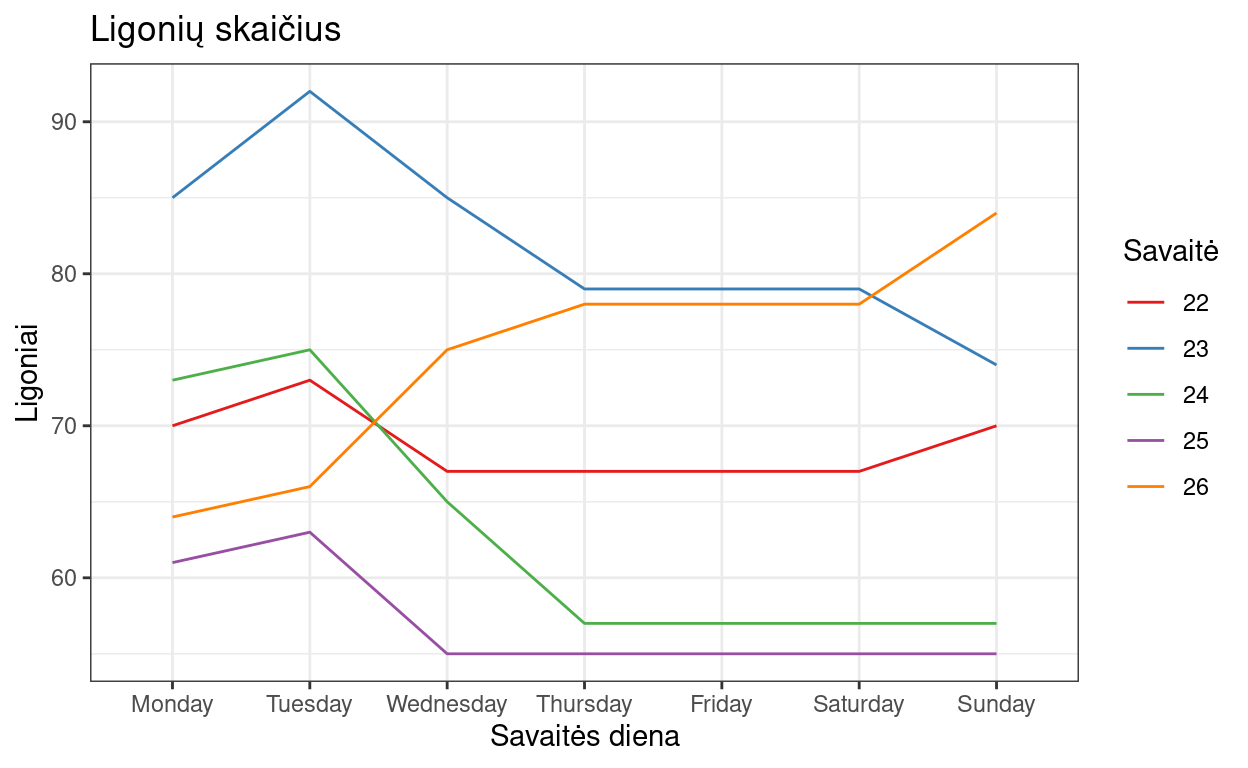 Ligonių skaičius
Ligoniai
90
80
70
60
Monday Tuesday Wednesday Thursday Friday Saturday Sunday
Savaitės diena
Savaitė
22
23
24
25
26